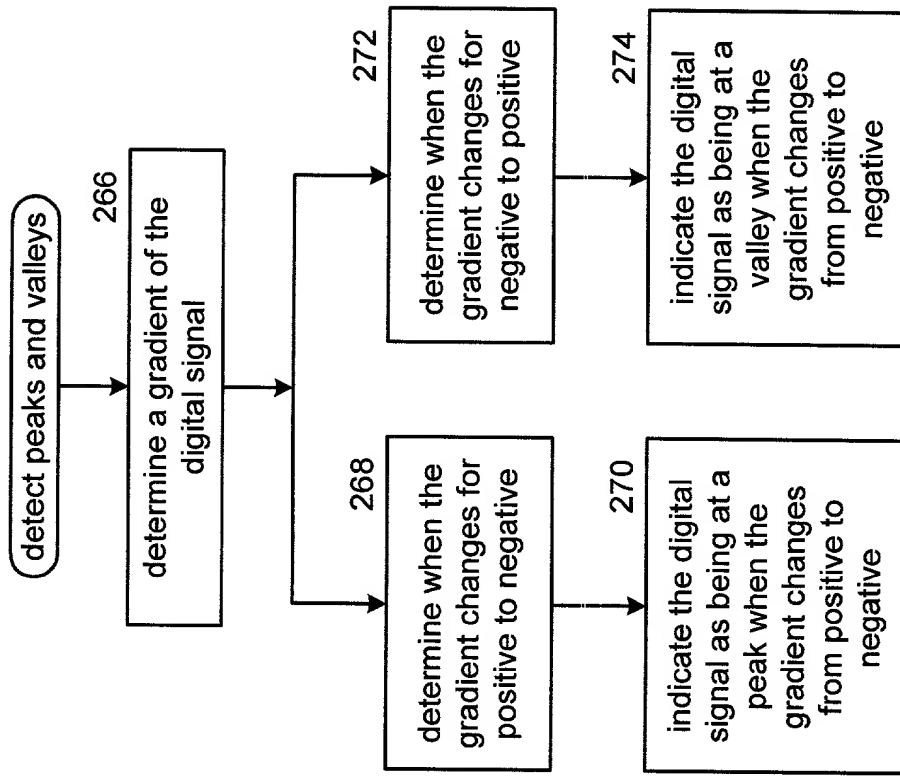 detect peaks and valleys
266
determine a gradient of the
digital signal
268
determine when the
gradient changes for
positive to negative
270
indicate the digital
signal as being at a
peak when the
gradient changes
from positive to
negative
272
determine when the
gradient changes for
negative to positive
274
indicate the digital
signal as being at a
valley when the
gradient changes
from positive to
negative